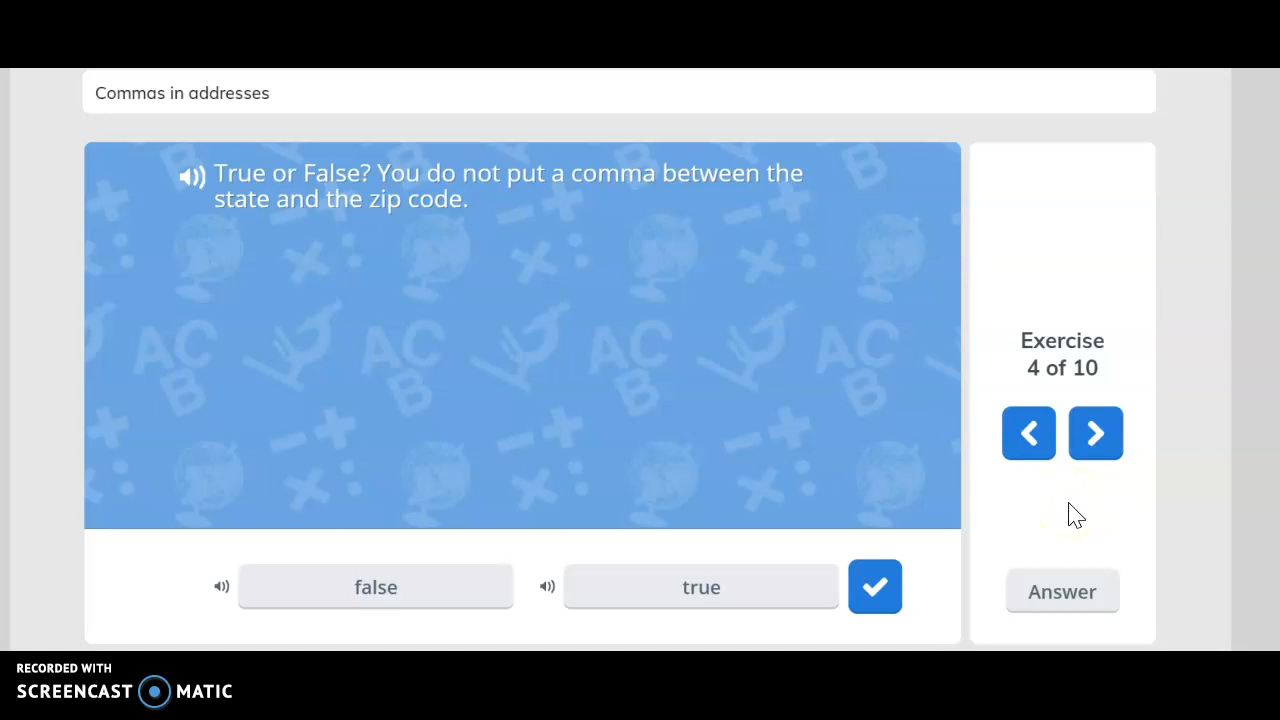 Commas in addresses
True or False? You do not put a comma between the
state and the zip code.
Exercise
4 of 10
false
true
Answer
RECORDED WITH
SCREENCAST MATIC